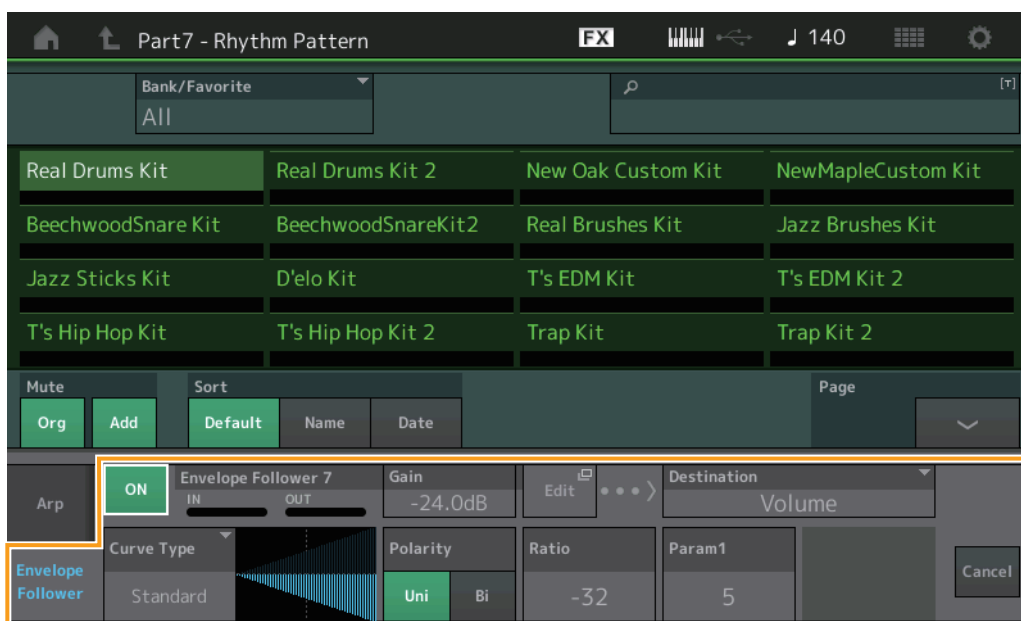 Part7 - Rhythm Pattern FX 140
Bank/Favorite
All
[T]
Real Drums Kit Real Drums Kit 2 New Oak Custom Kit NewMapleCustom Kit
BeechwoodSnare Kit BeechwoodSnareKit2 Real Brushes Kit Jazz Brushes Kit
Jazz Sticks Kit D'elo Kit T's EDM Kit T's EDM Kit 2
T's Hip Hop Kit T's Hip Hop Kit 2 Trap Kit Trap Kit 2
Mute Sort Page
Org Add Default Name Date
Arp
ON Envelope Follower 7 Gain Edit Destination
IN OUT -24.0dB Volume
Envelope Follower
Curve Type Polarity Ratio Param1
Standard Uni Bi -32 5
Cancel